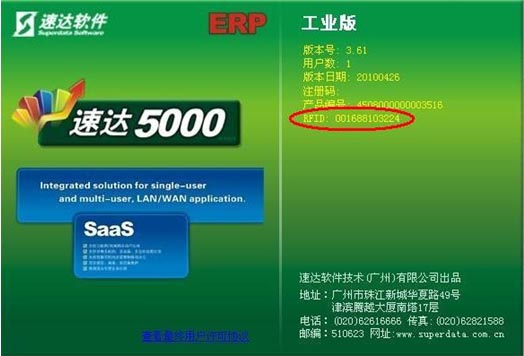 速达软件
Superdata Software
ERP
速达 5000
Integrated solution for single-user
and multi-user, LAN/WAN application.
SaaS
查看最终用户许可协议
工业版
版本号: 3.61
用户数: 1
版本日期: 20100426
注册码:
产品编号: 4508000000003516
RFID: 001688103224
速达软件技术(广州)有限公司出品
地址: 广州市珠江新城华夏路49号
津滨腾越大厦南塔17层
电话: (020)62616666 传真:(020)62821588
邮编: 510623 网址:www.superdata.com.cn